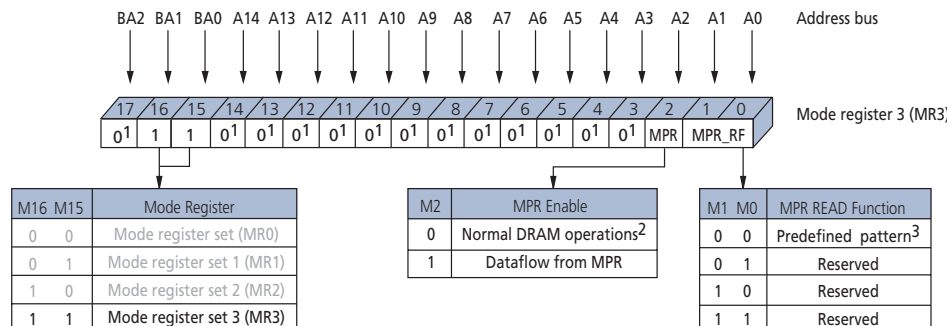 BA2 BA1 BA0 A14 A13 A12 A11 A10 A9 A8 A7 A6 A5 A4 A3 A2 A1 A0 Address bus
17 16 15 14 13 12 11 10 9 8 7 6 5 4 3 2 1 0 Mode register 3 (MR3)
0¹ 1 1 0¹ 0¹ 0¹ 0¹ 0¹ 0¹ 0¹ 0¹ 0¹ 0¹ 0¹ 0¹ MPR MPR_RF
M16 M15 Mode Register
0 0 Mode register set (MR0)
0 1 Mode register set 1 (MR1)
1 0 Mode register set 2 (MR2)
1 1 Mode register set 3 (MR3)
M2 MPR Enable
0 Normal DRAM operations²
1 Dataflow from MPR
M1 M0 MPR READ Function
0 0 Predefined pattern³
0 1 Reserved
1 0 Reserved
1 1 Reserved